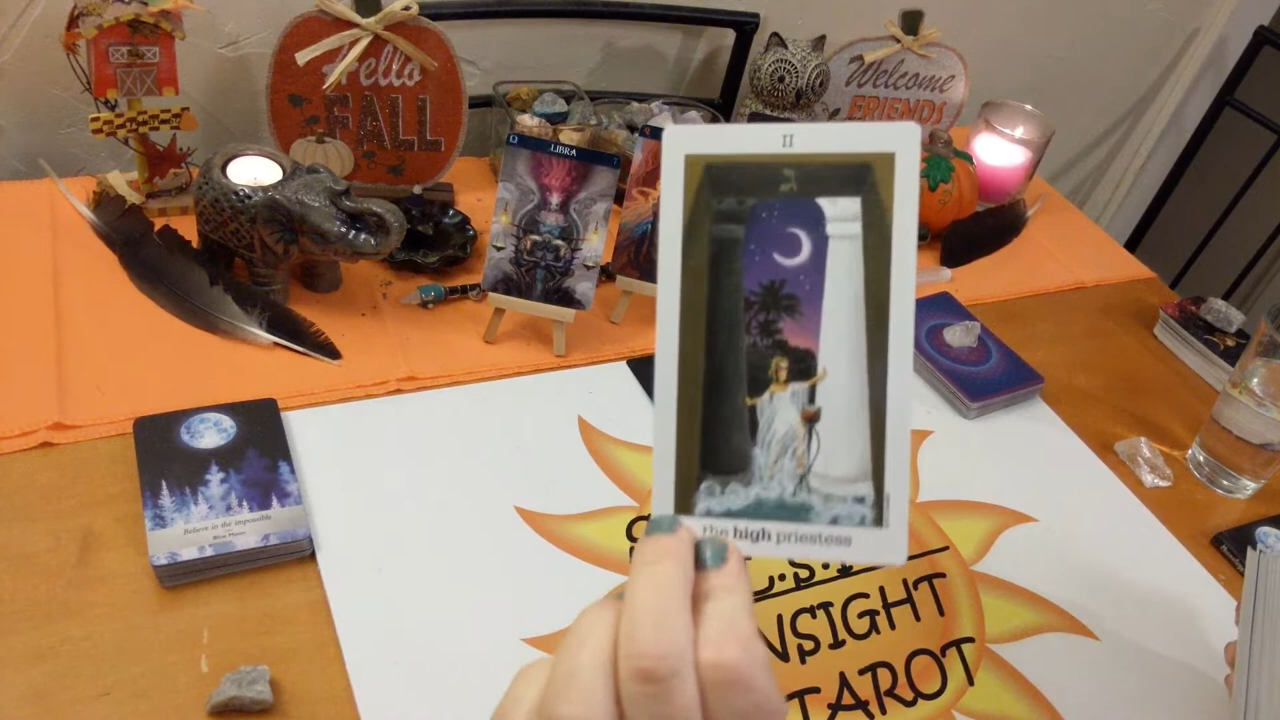 Hello
FALL
Welcome
FRIENDS
LIBRA
II
the high priestess
Believe in the impossible
Blue Moon
NSIGHT
TAROT